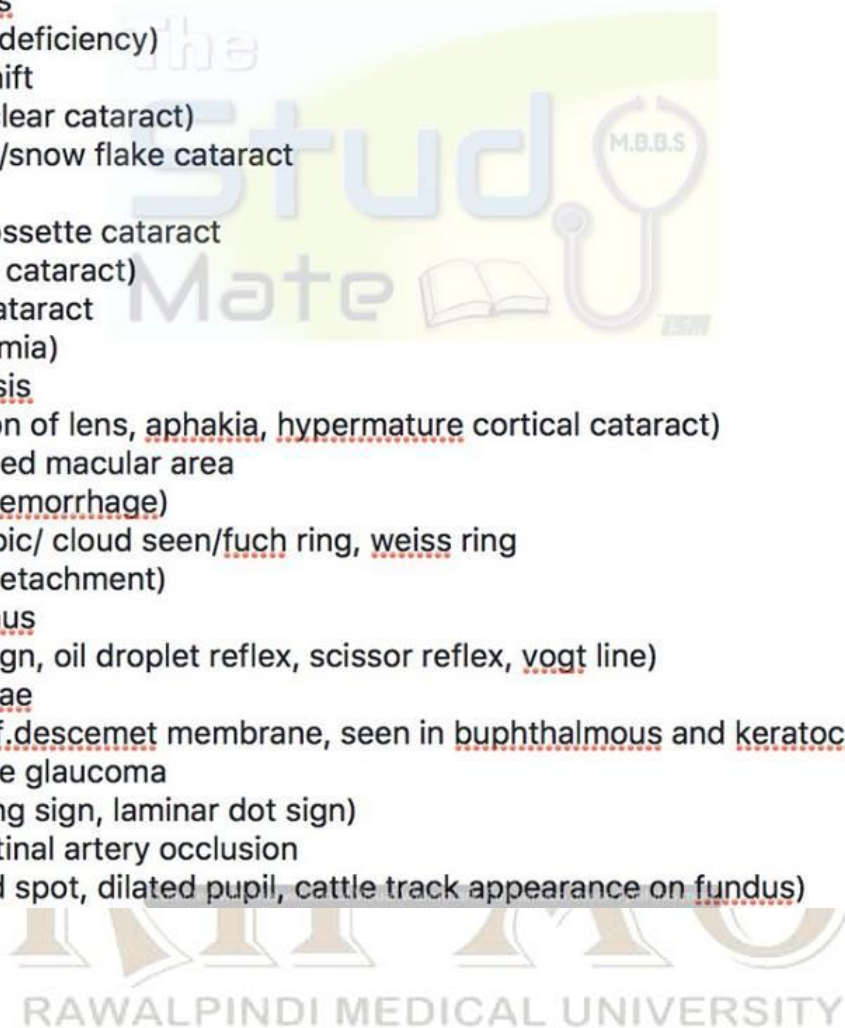 s
deficiency)
ift
lear cataract)
/snow flake cataract
ssette cataract
cataract)
ataract
mia)
sis
on of lens, aphakia, hypermature cortical cataract)
ed macular area
emorrhage)
pic/ cloud seen/fuch ring, weiss ring
etachment)
us
gn, oil droplet reflex, scissor reflex, vogt line)
ae
f.descemet membrane, seen in buphthalmous and keratoc
e glaucoma
ng sign, laminar dot sign)
tinal artery occlusion
d spot, dilated pupil, cattle track appearance on fundus)
The
Stud
Mate
M.B.B.S
TSM
RAWALPINDI MEDICAL UNIVERSITY